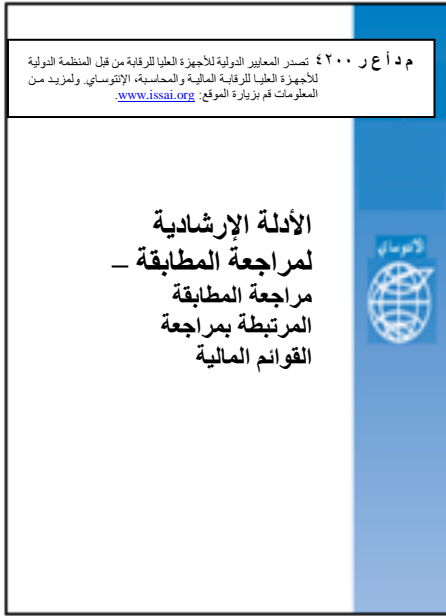 م د أ ع ر ٤٢٠٠ تصدر المعايير الدولية للأجهزة العليا للرقابة من قبل المنظمة الدولية
للأجهزة العليا للرقابة المالية والمحاسبة، الإنتوساي. ولمزيد من
المعلومات قم بزيارة الموقع: www.issai.org.
الأدلة الإرشادية
لمراجعة المطابقة –
مراجعة المطابقة
المرتبطة بمراجعة
القوائم المالية
الانتوساي